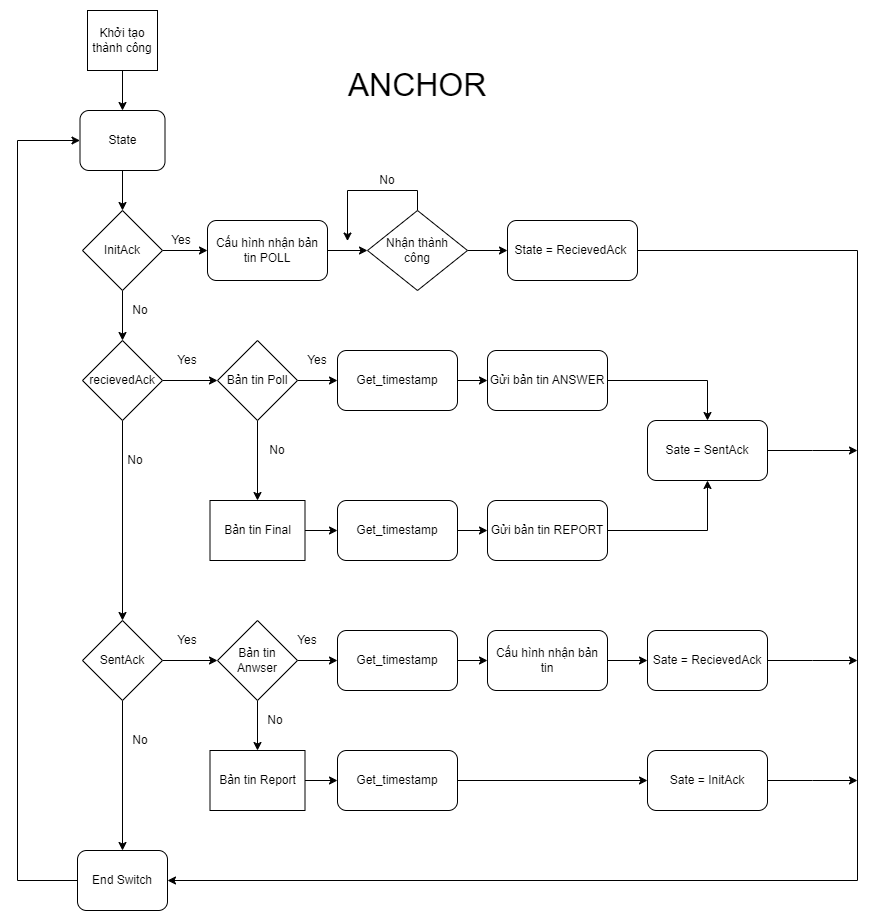 Khởi tạo
thành công
ANCHOR
State
No
InitAck
Yes
Cấu hình nhận bản
tin POLL
Nhận thành
công
State = RecievedAck
No
recievedAck
Yes
Bản tin Poll
Yes
Get_timestamp
Gửi bản tin ANSWER
No
No
Sate = SentAck
Bản tin Final
Get_timestamp
Gửi bản tin REPORT
SentAck
Yes
Bản tin
Anwser
Yes
Get_timestamp
Cấu hình nhận bản
tin
Sate = RecievedAck
No
No
Bản tin Report
Get_timestamp
Sate = InitAck
End Switch